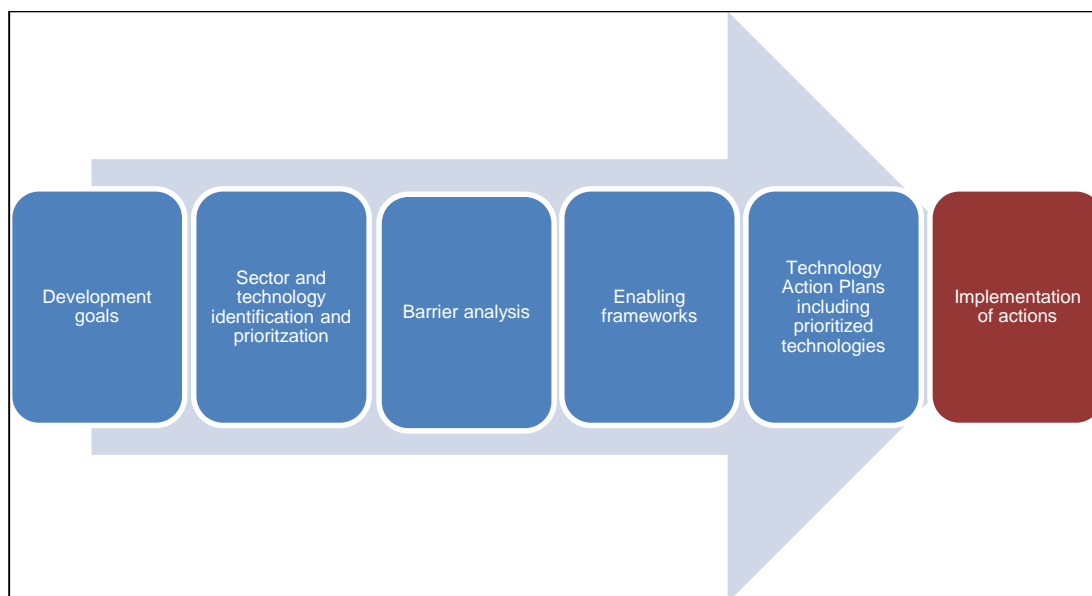 Development
goals
Sector and
technology
identification and
prioritzation
Barrier analysis
Enabling
frameworks
Technology
Action Plans
including
prioritized
technologies
Implementation
of actions